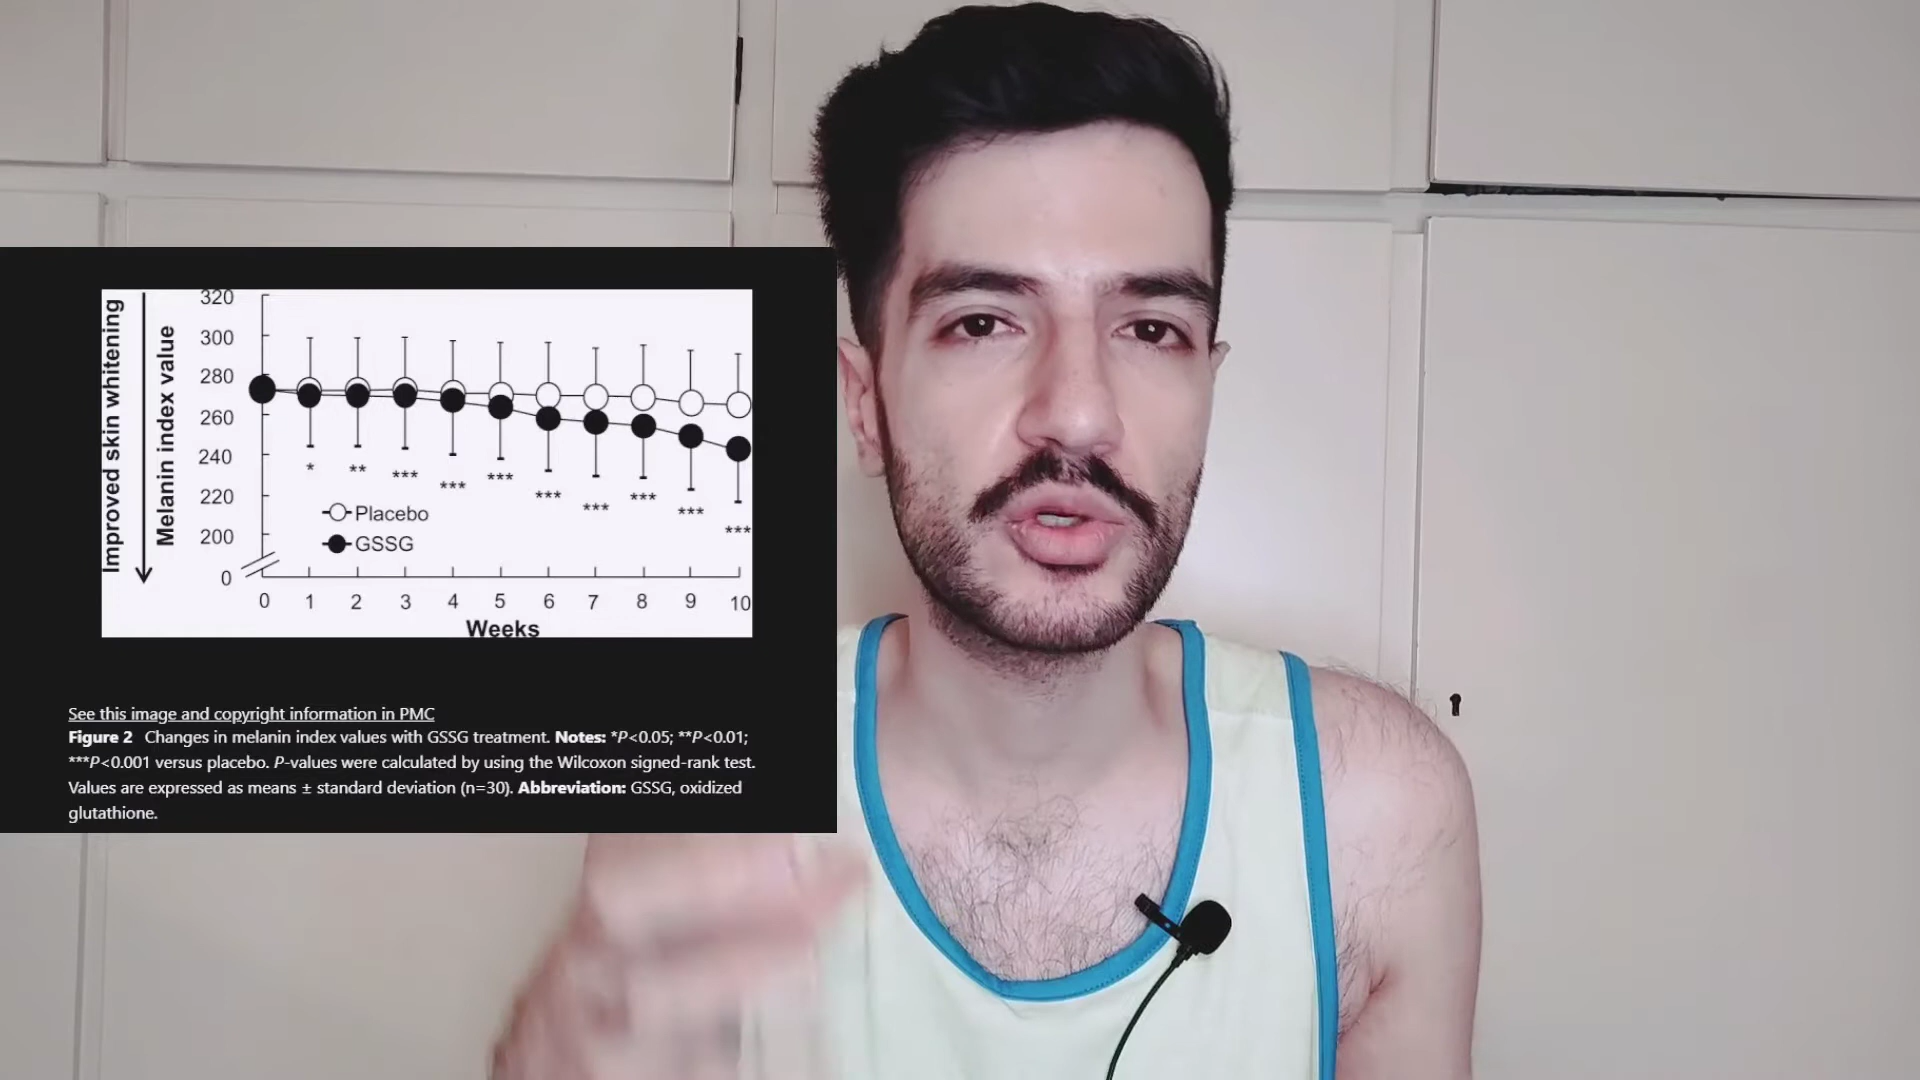 Improved skin whitening
Melanin index value
320
300
280
260
240
220
200
0
* ** *** *** *** *** *** *** *** ***
Placebo
GSSG
0 1 2 3 4 5 6 7 8 9 10
Weeks
See this image and copyright information in PMC
Figure 2 Changes in melanin index values with GSSG treatment. Notes: *P<0.05; **P<0.01;
***P<0.001 versus placebo. P-values were calculated by using the Wilcoxon signed-rank test.
Values are expressed as means ± standard deviation (n=30). Abbreviation: GSSG, oxidized
glutathione.